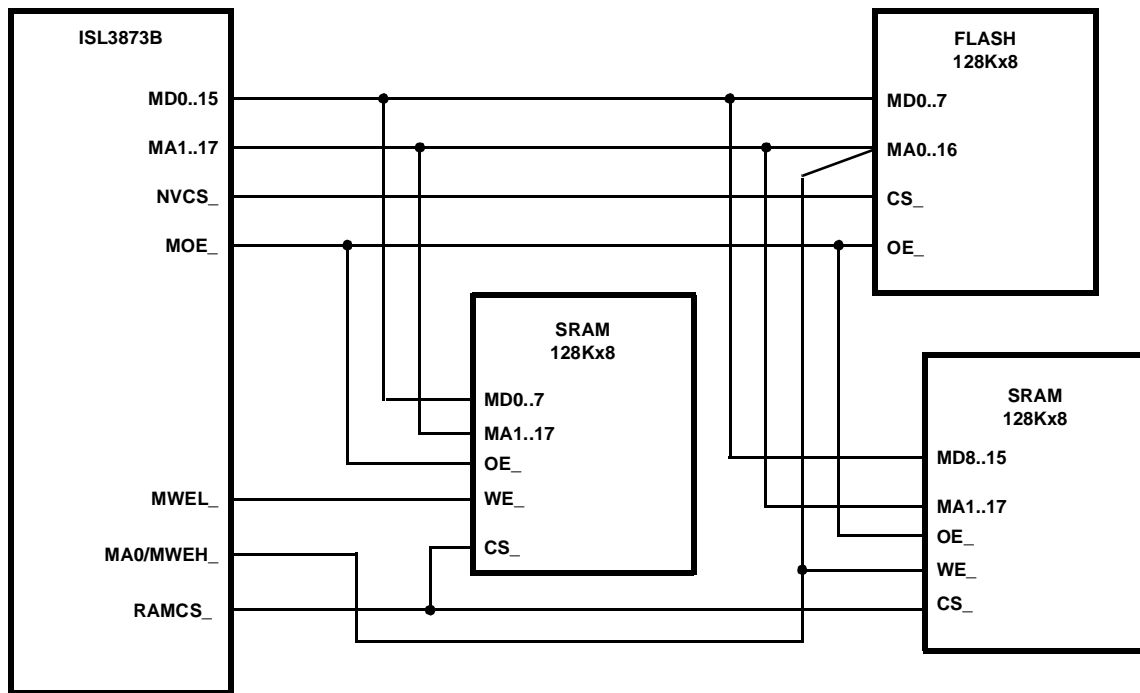 ISL3873B
MD0..15
MA1..17
NVCS_
MOE_
MWEL_
MA0/MWEH_
RAMCS_
FLASH
128Kx8
MD0..7
MA0..16
CS_
OE_
SRAM
128Kx8
MD0..7
MA1..17
OE_
WE_
CS_
SRAM
128Kx8
MD8..15
MA1..17
OE_
WE_
CS_